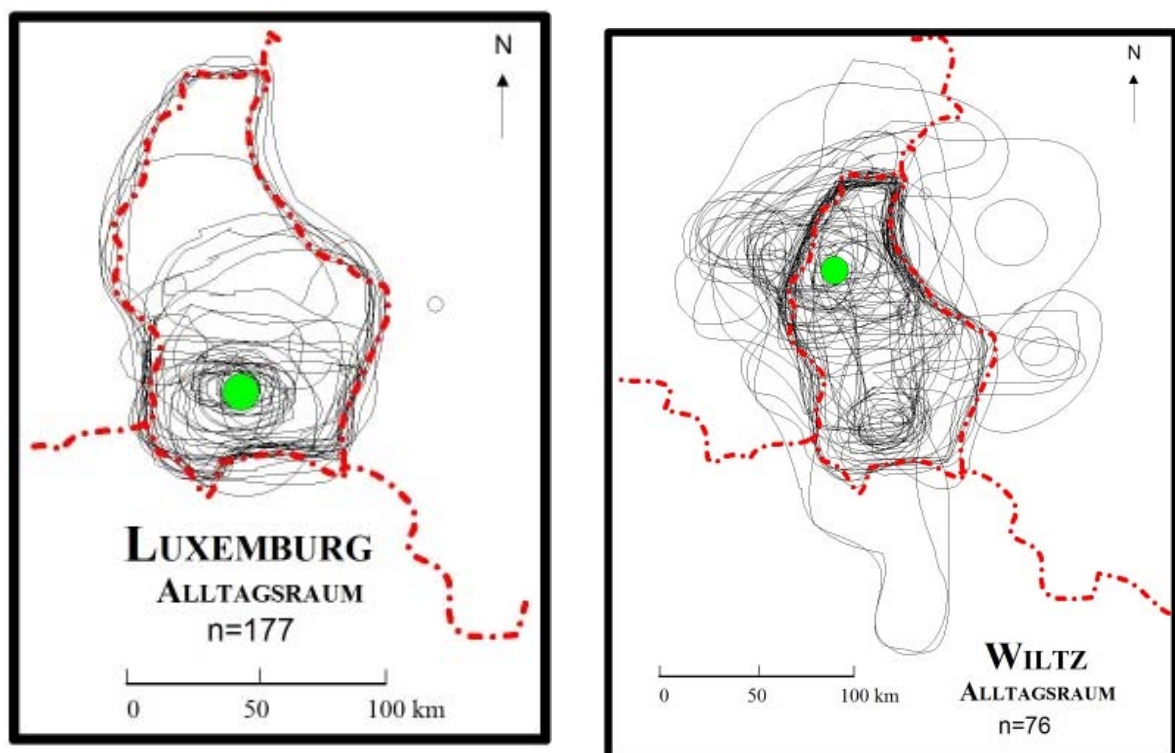 N
LUXEMBURG
ALLTAGSRAUM
n=177
0 50 100 km
N
WILTZ
ALLTAGSRAUM
n=76
0 50 100 km